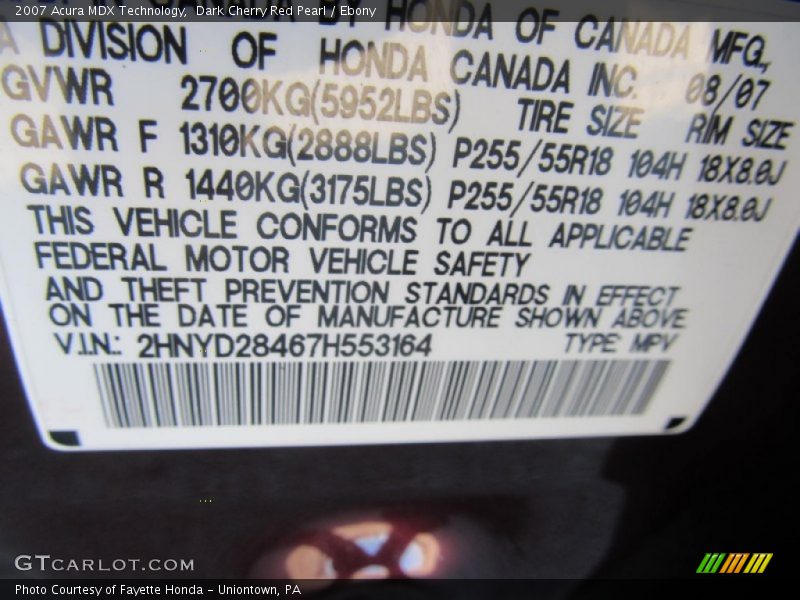 2007 Acura MDX Technology, Dark Cherry Red Pearl / Ebony
BY HONDA OF CANADA MFG.,
A DIVISION OF HONDA CANADA INC. 08/07
GVWR 2700KG(5952LBS) TIRE SIZE RIM SIZE
GAWR F 1310KG(2888LBS) P255/55R18 104H 18X8.0J
GAWR R 1440KG(3175LBS) P255/55R18 104H 18X8.0J
THIS VEHICLE CONFORMS TO ALL APPLICABLE
FEDERAL MOTOR VEHICLE SAFETY
AND THEFT PREVENTION STANDARDS IN EFFECT
ON THE DATE OF MANUFACTURE SHOWN ABOVE
V.I.N.: 2HNYD28467H553164 TYPE: MPV
GTCARLOT.COM
Photo Courtesy of Fayette Honda - Uniontown, PA